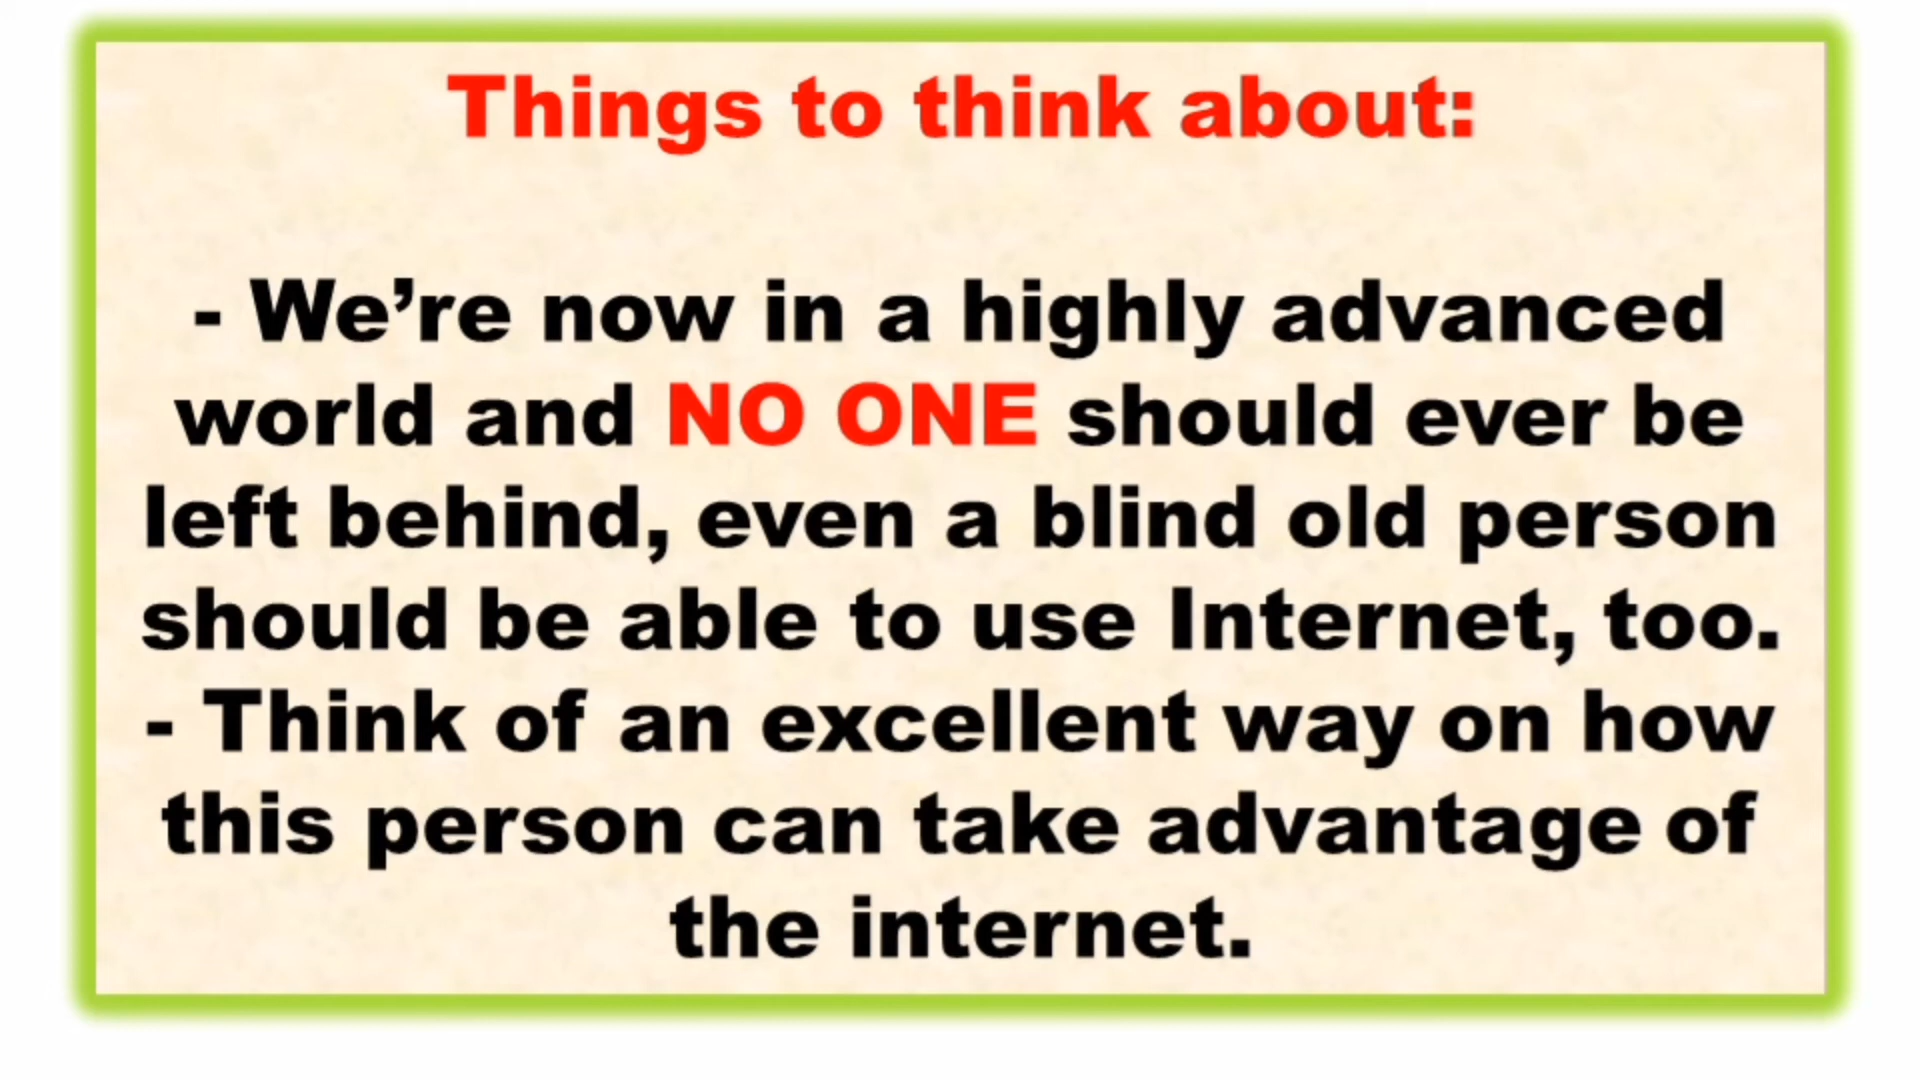 Things to think about:
- We’re now in a highly advanced
world and NO ONE should ever be
left behind, even a blind old person
should be able to use Internet, too.
- Think of an excellent way on how
this person can take advantage of
the internet.